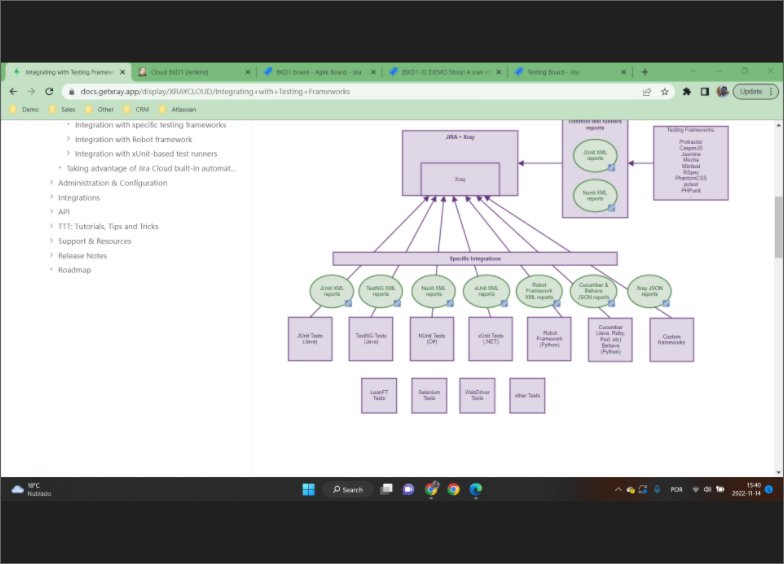 Integrating with Testing Framew
Cloud BKD1 [Jenkins]
BKD1 board - Agile Board - Jira
[BKD1-3] (DEMO Story) A user m
Testing Board - Jira
docs.getxray.app/display/XRAYCLOUD/Integrating+with+Testing+Frameworks
Update
Demo
Sales
Other
CRM
Atlassian
Integration with specific testing frameworks
Integration with Robot framework
Integration with xUnit-based test runners
Taking advantage of Jira Cloud built-in automat...
Administration & Configuration
Integrations
API
TTT: Tutorials, Tips and Tricks
Support & Resources
Release Notes
Roadmap
JIRA + Xray
Xray
common test runners
reports
JUnit XML
reports
Nunit XML
reports
Testing Frameworks:
Protractor
CasperJS
Jasmine
Mocha
Minitest
RSpec
PhantomCSS
pytest
PHPunit
Specific Integrations
JUnit XML
reports
TestNG XML
reports
Nunit XML
reports
xUnit XML
reports
Robot
Framework
XML reports
Cucumber &
Behave
JSON reports
Xray JSON
reports
JUnit Tests
(Java)
TestNG Tests
(Java)
NUnit Tests
(C#)
xUnit Tests
(.NET)
Robot
Framework
(Python)
Cucumber
(Java, Ruby,
Perl, etc)
Behave
(Python)
Custom
frameworks
LeanFT
Tests
Selenium
Tests
WebDriver
Tests
other Tests
18°C
Nublado
Search
POR
15:40
2022-11-14